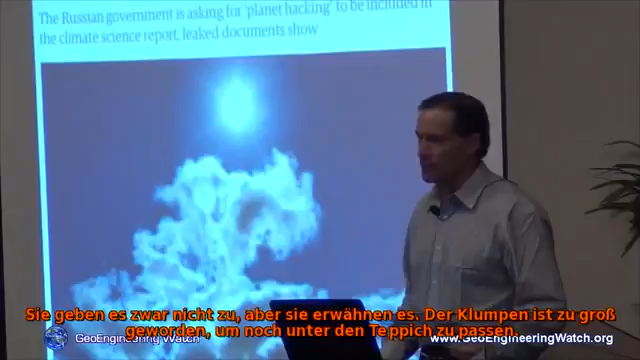 The Russian government is asking for 'planet hacking' to be included in
the climate science report, leaked documents show
Sie geben es zwar nicht zu, aber sie erwähnen es. Der Klumpen ist zu groß
geworden, um noch unter den Teppich zu passen.
GeoEngineering Watch
www.GeoEngineeringWatch.org